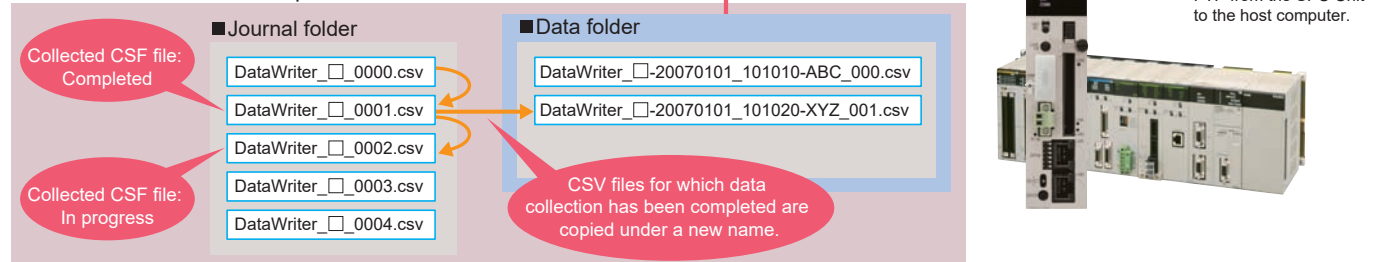 ■Journal folder
Collected CSF file:
Completed
DataWriter_□_0000.csv
DataWriter_□_0001.csv
DataWriter_□_0002.csv
Collected CSF file:
In progress
DataWriter_□_0003.csv
DataWriter_□_0004.csv
■Data folder
DataWriter_□-20070101_101010-ABC_000.csv
DataWriter_□-20070101_101020-XYZ_001.csv
CSV files for which data
collection has been completed are
copied under a new name.
to the host computer.